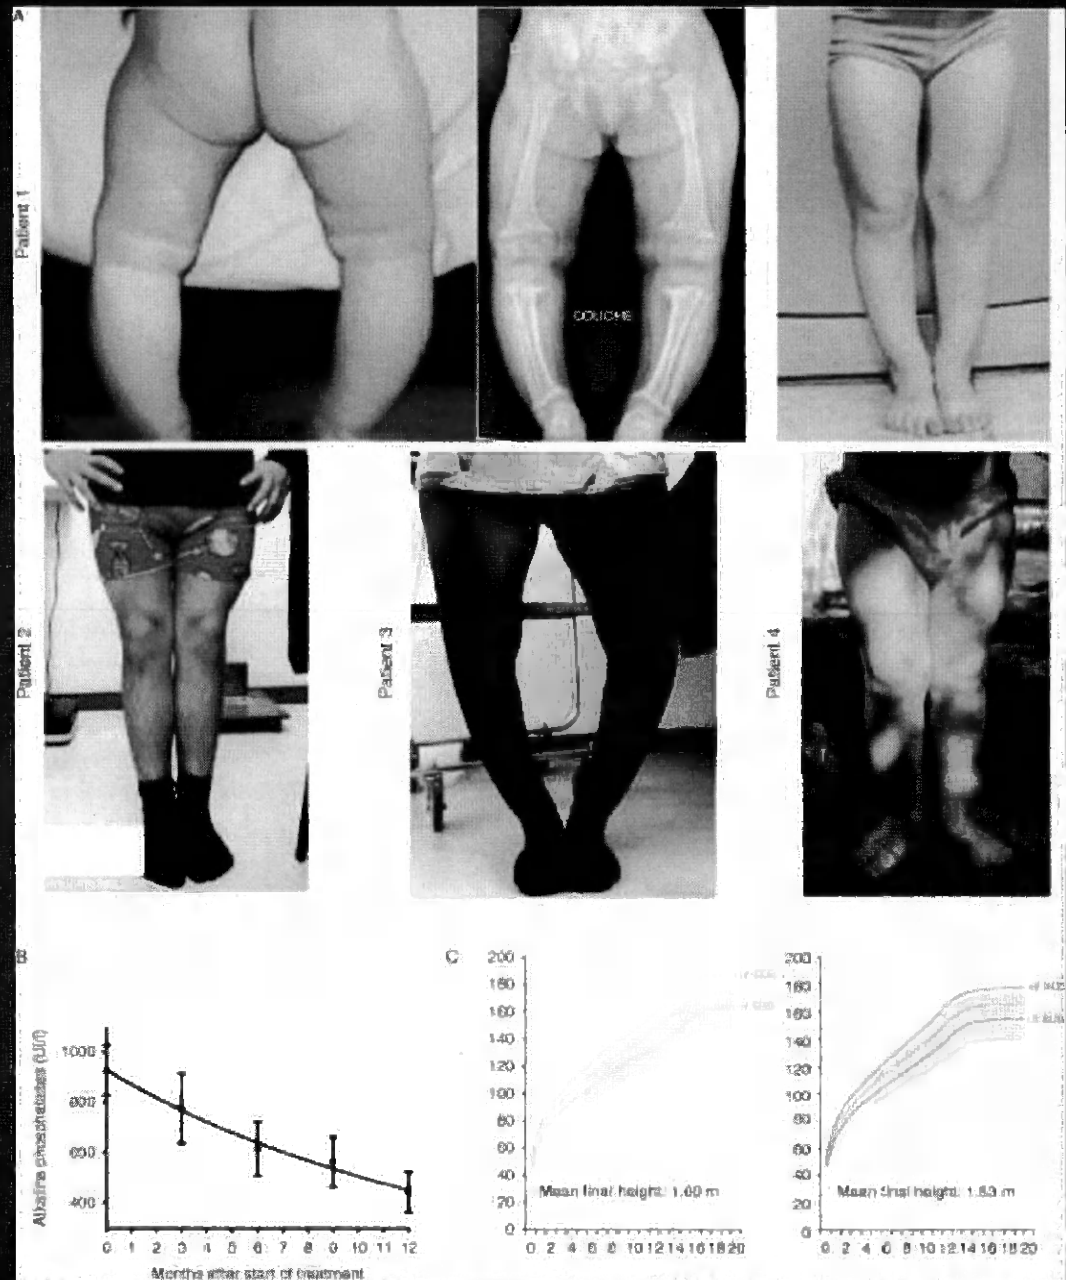 A
Patient 1
COUCHE
Patient 2
Patient 3
Patient 4
B
Alkaline phosphatases (UI/l)
1000
800
600
400
0 1 2 3 4 5 6 7 8 9 10 11 12
Months after start of treatment
C
200
180
160
140
120
100
80
60
40
20
0
Mean final height: 1.60 m
0 2 4 6 8 10 12 14 16 18 20
200
180
160
140
120
100
80
60
40
20
0
Mean final height: 1.53 m
0 2 4 6 8 10 12 14 16 18 20